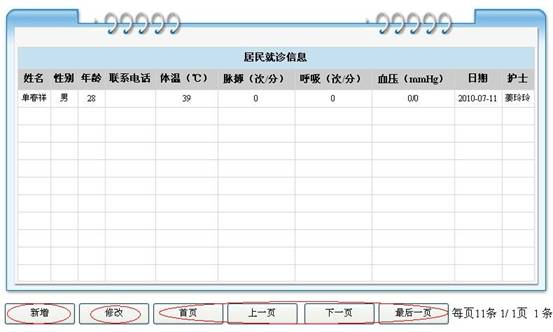 居民就诊信息
姓名 性别 年龄 联系电话 体温（℃） 脉搏（次/分） 呼吸（次/分） 血压（mmHg） 日期 护士
单春祥 男 28 39 0 0 0/0 2010-07-11 蒌玲玲
新增 修改 首页 上一页 下一页 最后一页 每页11条 1/ 1页 1 条